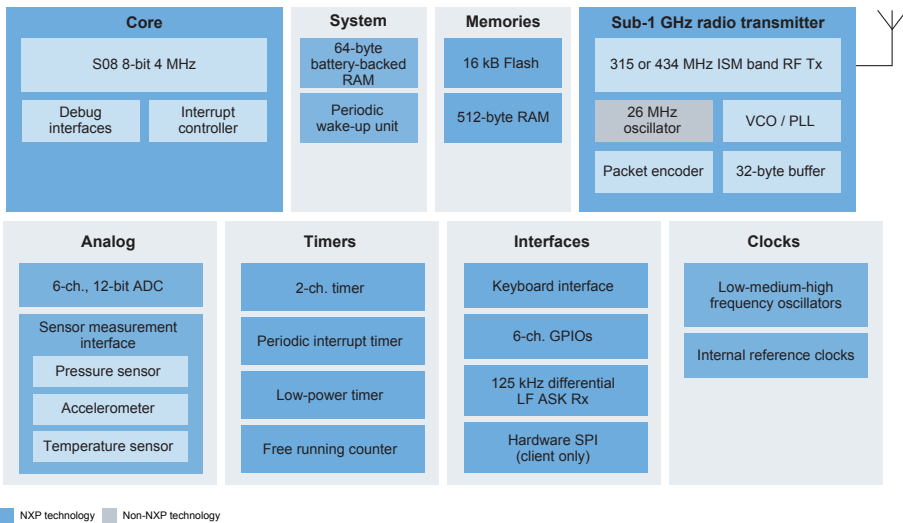 Core
S08 8-bit 4 MHz
Debug
interfaces
Interrupt
controller
System
64-byte
battery-backed
RAM
Periodic
wake-up unit
Memories
16 kB Flash
512-byte RAM
Sub-1 GHz radio transmitter
315 or 434 MHz ISM band RF Tx
26 MHz
oscillator
VCO / PLL
Packet encoder
32-byte buffer
Analog
6-ch., 12-bit ADC
Sensor measurement
interface
Pressure sensor
Accelerometer
Temperature sensor
Timers
2-ch. timer
Periodic interrupt timer
Low-power timer
Free running counter
Interfaces
Keyboard interface
6-ch. GPIOs
125 kHz differential
LF ASK Rx
Hardware SPI
(client only)
Clocks
Low-medium-high
frequency oscillators
Internal reference clocks
NXP technology
Non-NXP technology